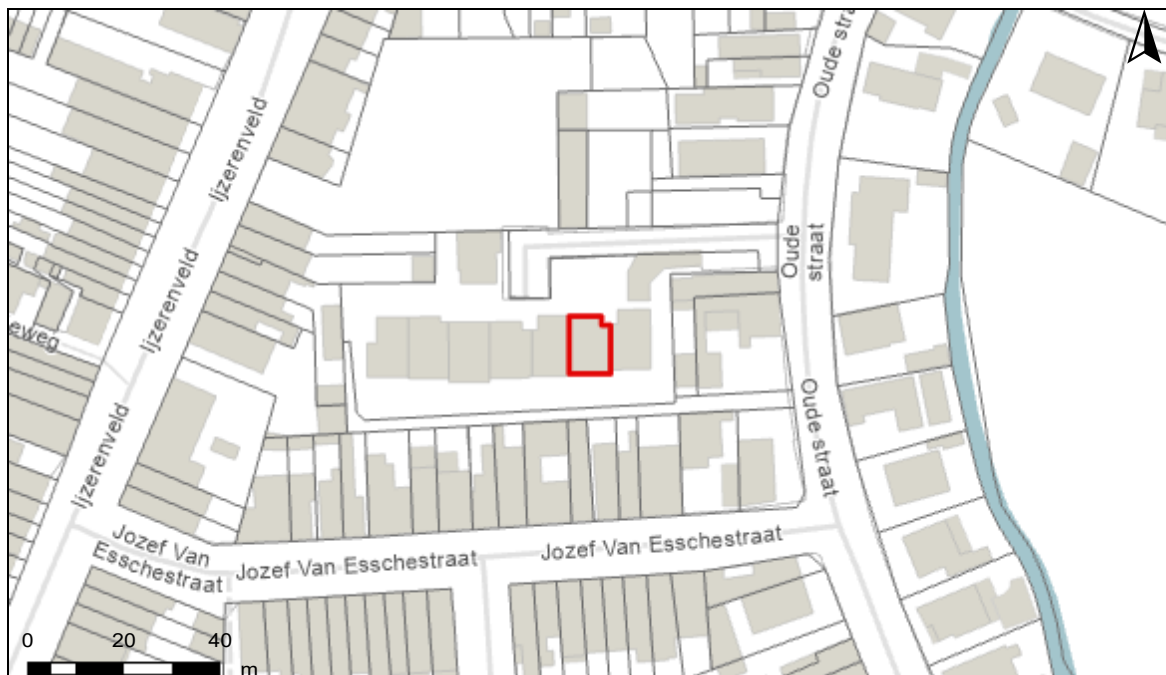 Oude stra
Ijzerenveld
Oude
straat
Ijzerenveld
eweg
Oude straat
Ijzerenveld
Jozef Van
Esschestraat
Jozef Van Esschestraat
Jozef Van Esschestraat
0 20 40
m